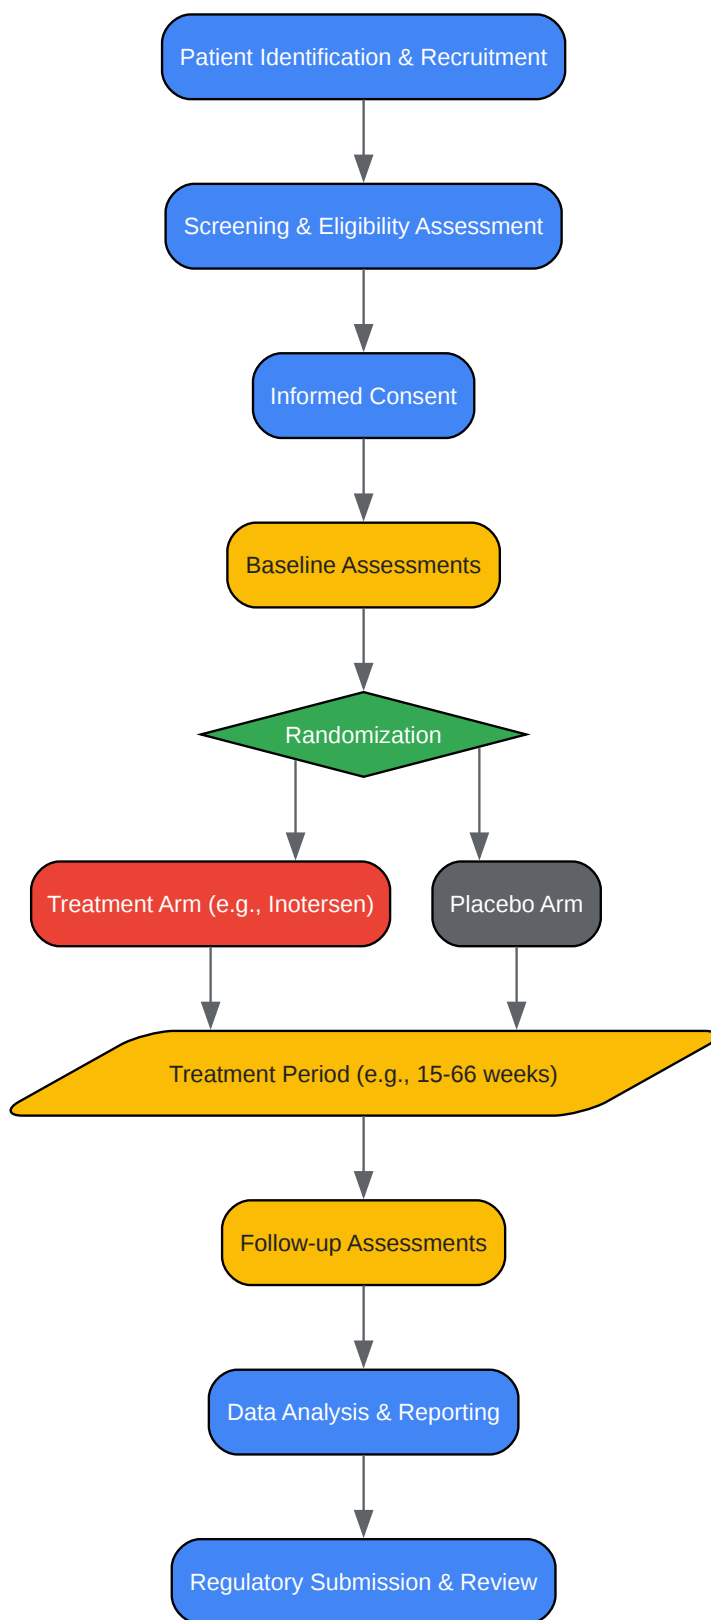 Patient Identification & Recruitment
Screening & Eligibility Assessment
Informed Consent
Baseline Assessments
Randomization
Treatment Arm (e.g., Inotersen)
Placebo Arm
Treatment Period (e.g., 15-66 weeks)
Follow-up Assessments
Data Analysis & Reporting
Regulatory Submission & Review